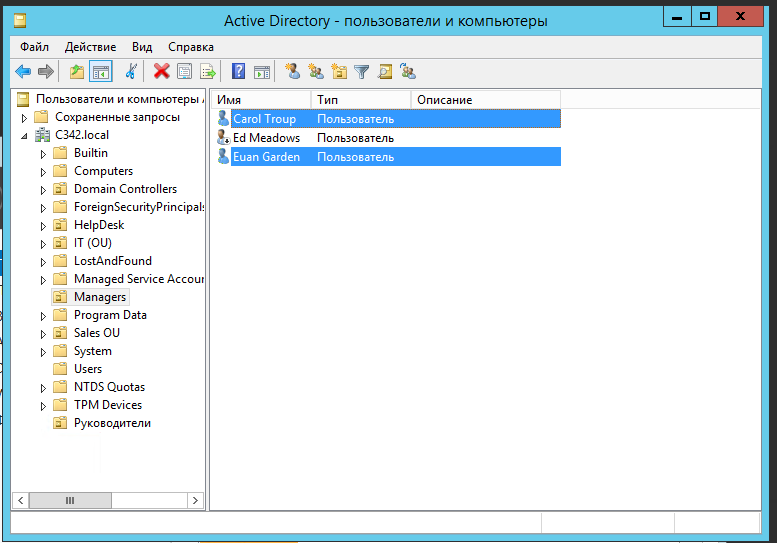 Active Directory - пользователи и компьютеры
Файл Действие Вид Справка
Пользователи и компьютеры
Сохраненные запросы
C342.local
Builtin
Computers
Domain Controllers
ForeignSecurityPrincipals
HelpDesk
IT (OU)
LostAndFound
Managed Service Accour
Managers
Program Data
Sales OU
System
Users
NTDS Quotas
TPM Devices
Руководители
Имя Тип Описание
Carol Troup Пользователь
Ed Meadows Пользователь
Euan Garden Пользователь